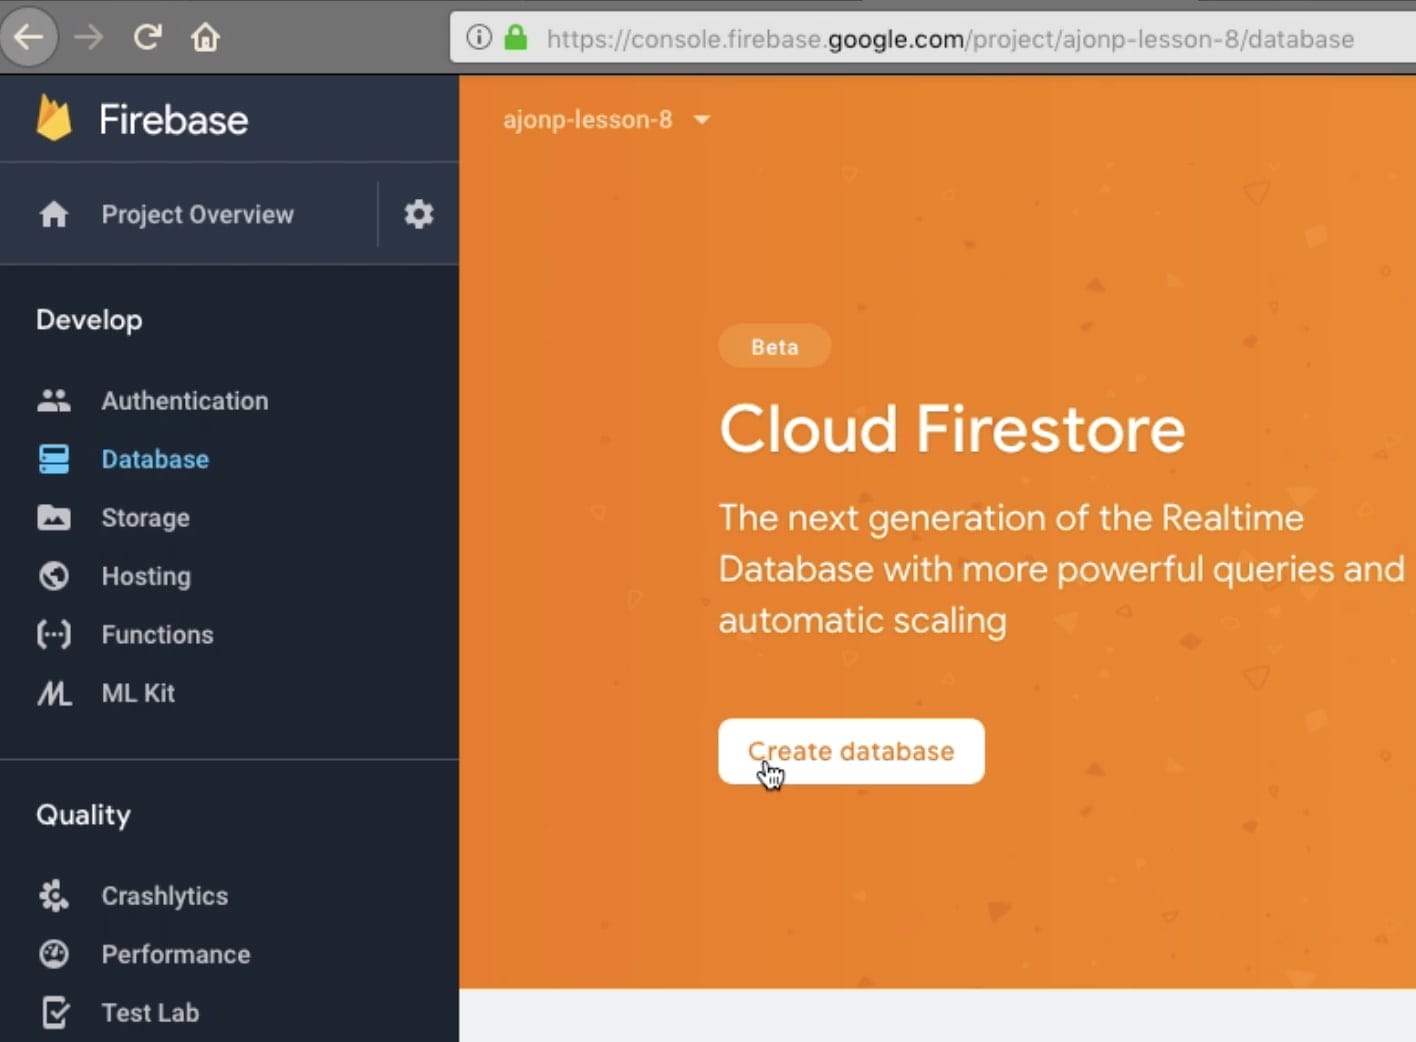 https://console.firebase.google.com/project/ajonp-lesson-8/database
Firebase
ajonp-lesson-8
Project Overview
Develop
Authentication
Database
Storage
Hosting
Functions
ML Kit
Quality
Crashlytics
Performance
Test Lab
Beta
Cloud Firestore
The next generation of the Realtime
Database with more powerful queries and
automatic scaling
Create database